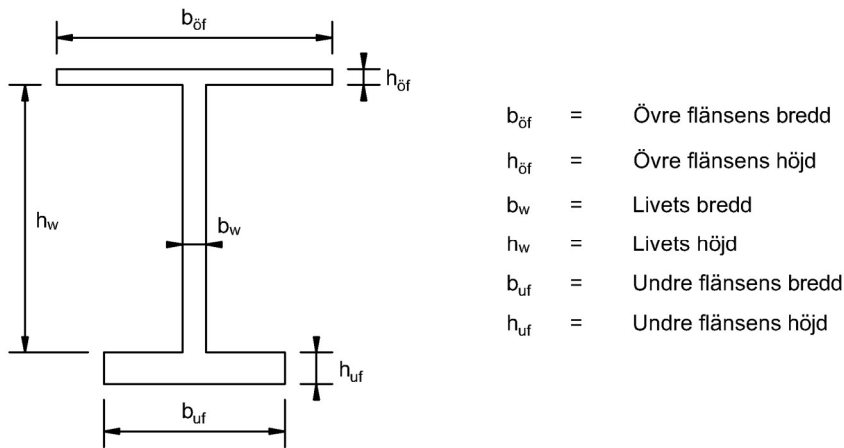 b_öf
h_öf
h_w
b_w
h_uf
b_uf
b_öf = Övre flänsens bredd
h_öf = Övre flänsens höjd
b_w = Livets bredd
h_w = Livets höjd
b_uf = Undre flänsens bredd
h_uf = Undre flänsens höjd